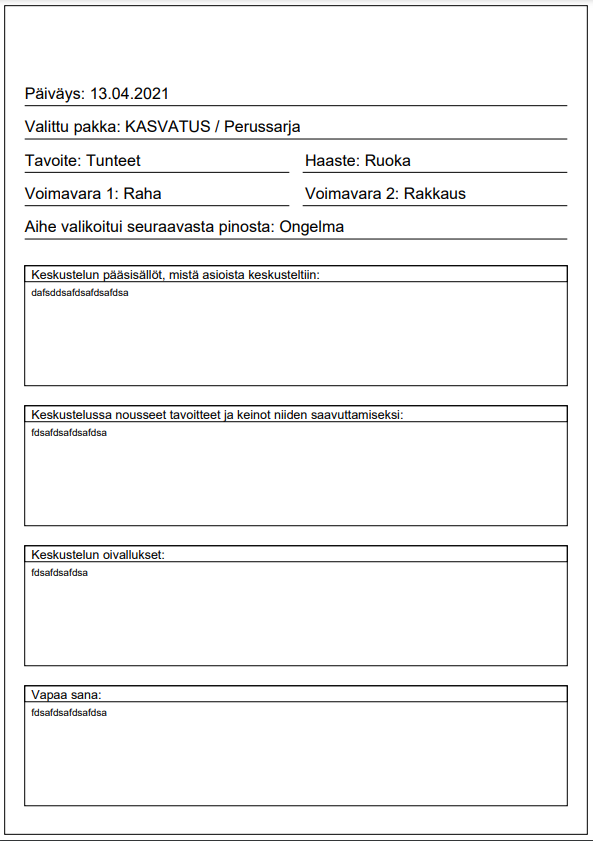 Päiväys: 13.04.2021
Valittu pakka: KASVATUS / Perussarja
Tavoite: Tunteet
Haaste: Ruoka
Voimavara 1: Raha
Voimavara 2: Rakkaus
Aihe valikoitui seuraavasta pinosta: Ongelma
Keskustelun pääsisällöt, mistä asioista keskusteltiin:
dafsddsafdsafdsafdsa
Keskustelussa nousseet tavoitteet ja keinot niiden saavuttamiseksi:
fdsafdsafdsafdsa
Keskustelun oivallukset:
fdsafdsafdsa
Vapaa sana:
fdsafdsafdsafdsa